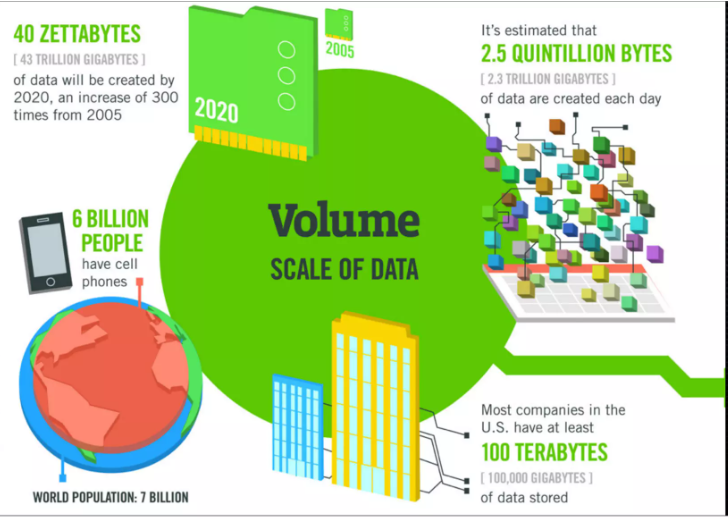 40 ZETTABYTES
[ 43 TRILLION GIGABYTES ]
of data will be created by
2020, an increase of 300
times from 2005
2020
2005
It's estimated that
2.5 QUINTILLION BYTES
[ 2.3 TRILLION GIGABYTES ]
of data are created each day
6 BILLION
PEOPLE
have cell
phones
Volume
SCALE OF DATA
WORLD POPULATION: 7 BILLION
Most companies in the
U.S. have at least
100 TERABYTES
[ 100,000 GIGABYTES ]
of data stored